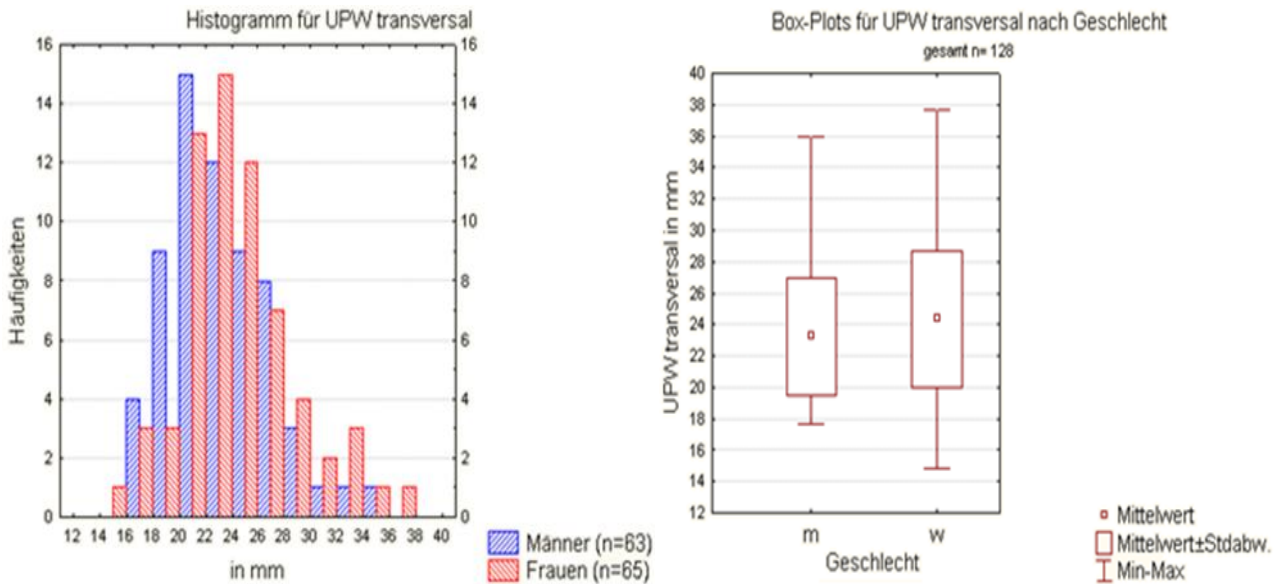 Histogramm für UPW transversal
16
14
12
10
8
6
4
2
0
Häufigkeiten
16
14
12
10
8
6
4
2
0
12 14 16 18 20 22 24 26 28 30 32 34 36 38 40
in mm
Männer (n=63)
Frauen (n=65)
Box-Plots für UPW transversal nach Geschlecht
gesamt n= 128
40
38
36
34
32
30
28
26
24
22
20
18
16
14
12
UPW transversal in mm
m w
Geschlecht
Mittelwert
Mittelwert±Stdabw.
Min-Max